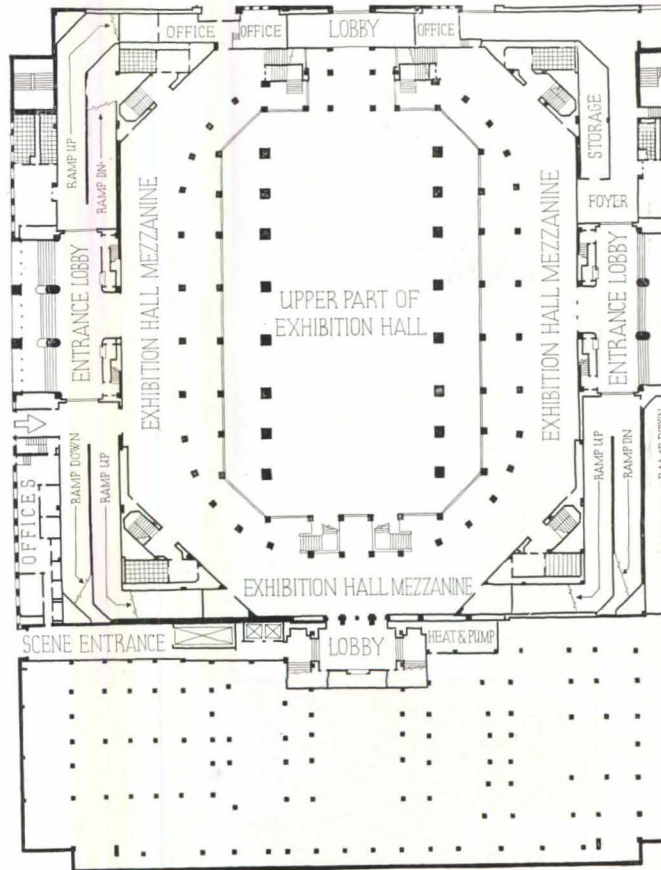 OFFICE
OFFICE
LOBBY
OFFICE
RAMP UP
RAMP DN.
STORAGE
FOYER
ENTRANCE LOBBY
EXHIBITION HALL MEZZANINE
UPPER PART OF
EXHIBITION HALL
EXHIBITION HALL MEZZANINE
ENTRANCE LOBBY
OFFICES
RAMP DOWN
RAMP UP
RAMP UP
RAMP DN
RAMP DOWN
EXHIBITION HALL MEZZANINE
SCENE ENTRANCE
LOBBY
HEAT & PUMP